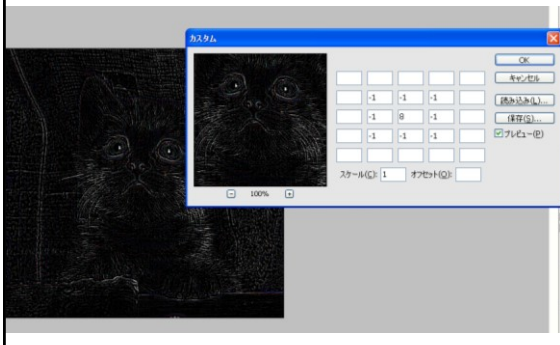 カスタム
OK
キャンセル
-1 -1 -1
読み込み(L)...
-1 8 -1
保存(S)...
-1 -1 -1
プレビュー(P)
スケール(C): 1 オフセット(O):
- 100% +